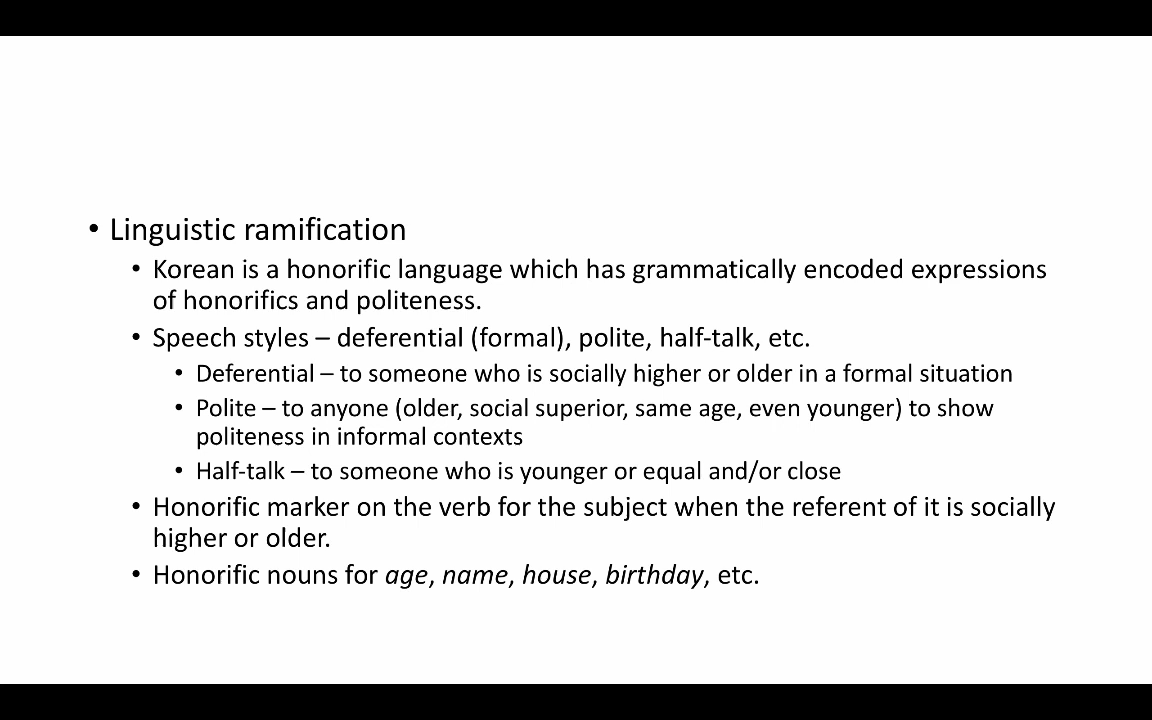 • Linguistic ramification
• Korean is a honorific language which has grammatically encoded expressions
of honorifics and politeness.
• Speech styles – deferential (formal), polite, half-talk, etc.
• Deferential – to someone who is socially higher or older in a formal situation
• Polite – to anyone (older, social superior, same age, even younger) to show
politeness in informal contexts
• Half-talk – to someone who is younger or equal and/or close
• Honorific marker on the verb for the subject when the referent of it is socially
higher or older.
• Honorific nouns for age, name, house, birthday, etc.